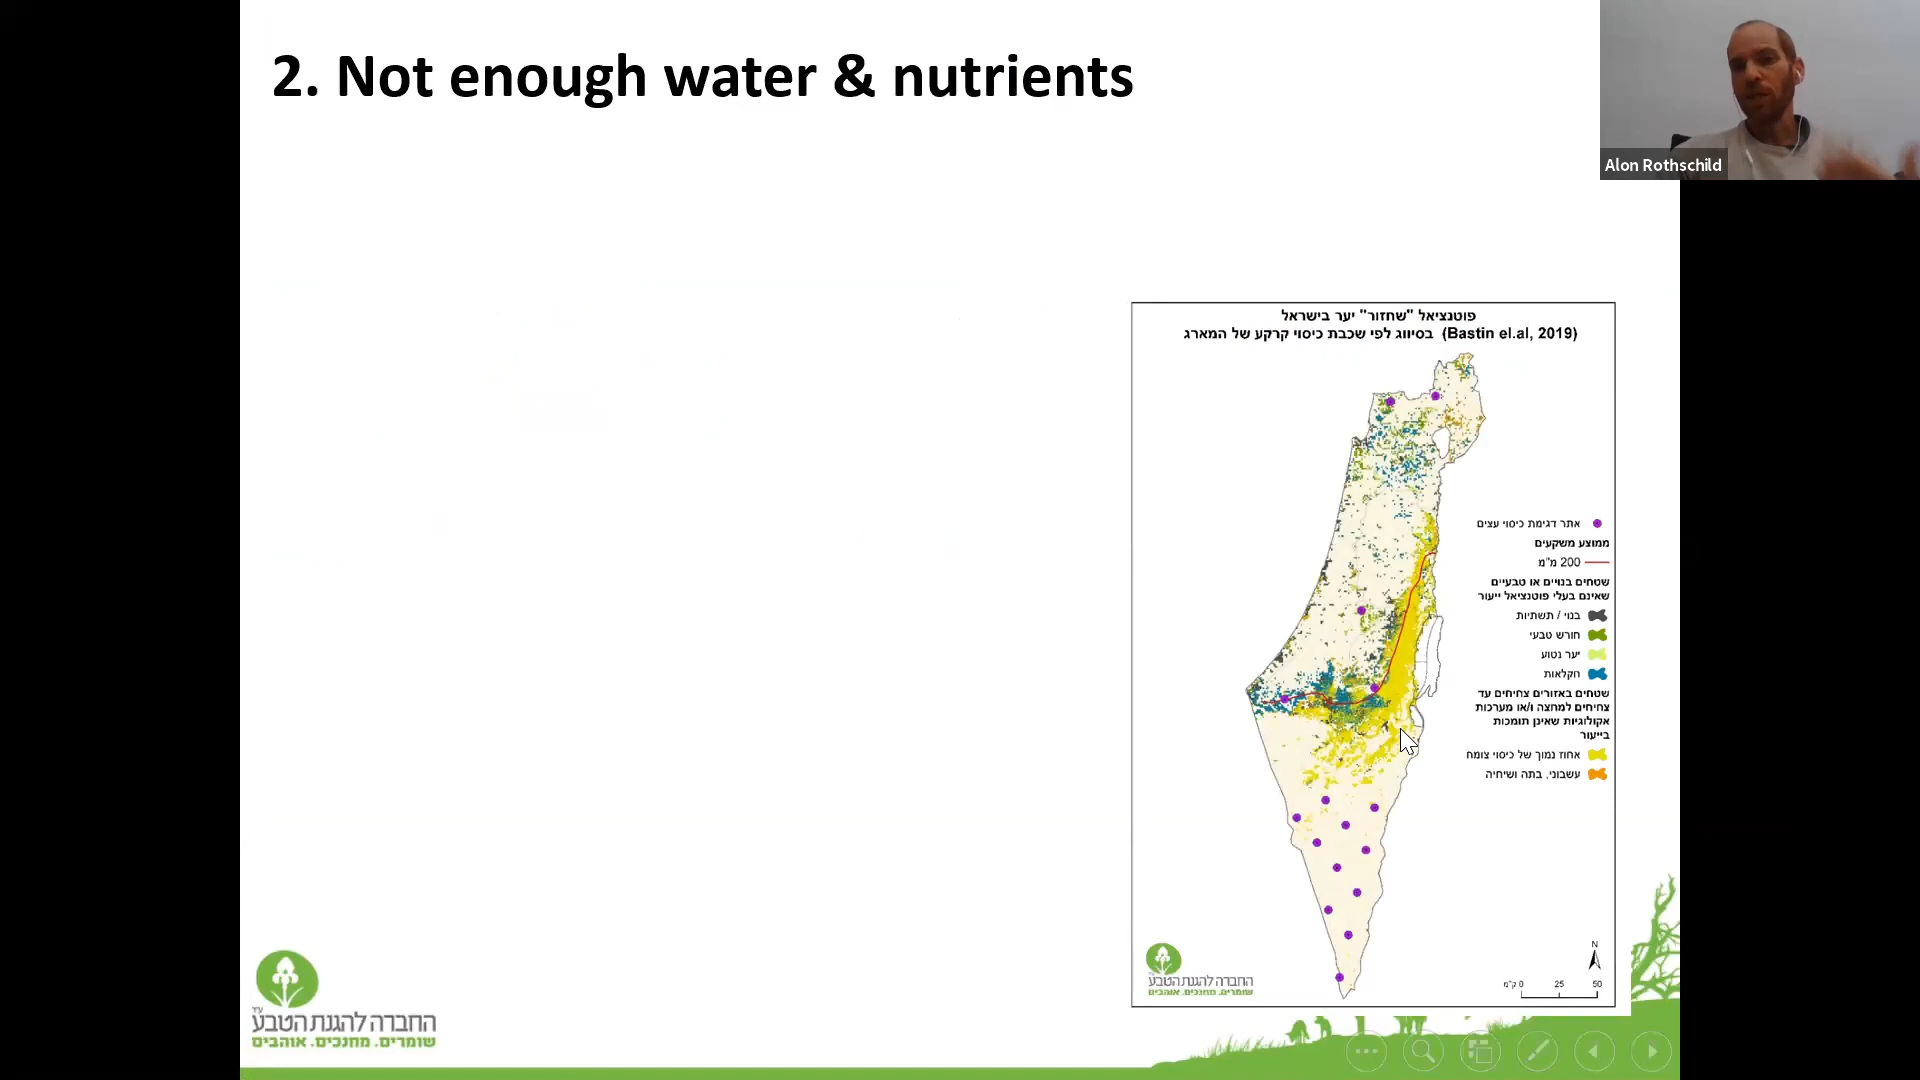 2. Not enough water & nutrients
Alon Rothschild
פוטנציאל "שחזור" יער בישראל
בסיווג לפי שכבת כיסוי קרקע של המארג (Bastin el.al, 2019)
אתר דגימת כיסוי עצים
ממוצע משקעים
200 מ"מ
שטחים בנויים או טבעיים
שאינם בעלי פוטנציאל ייעור
בנוי / תשתיות
חורש טבעי
יער נטוע
חקלאות
שטחים באזורים צחיחים עד
צחיחים למחצה ו/או מערכות
אקולוגיות שאינן תומכות
בייעור
אחוז נמוך של כיסוי צומח
עשבוני, בתה ושיחיה
N
50 25 0 ק"מ
החברה להגנת הטבע
שומרים. מחנכים. אוהבים
החברה להגנת הטבע
שומרים. מחנכים. אוהבים